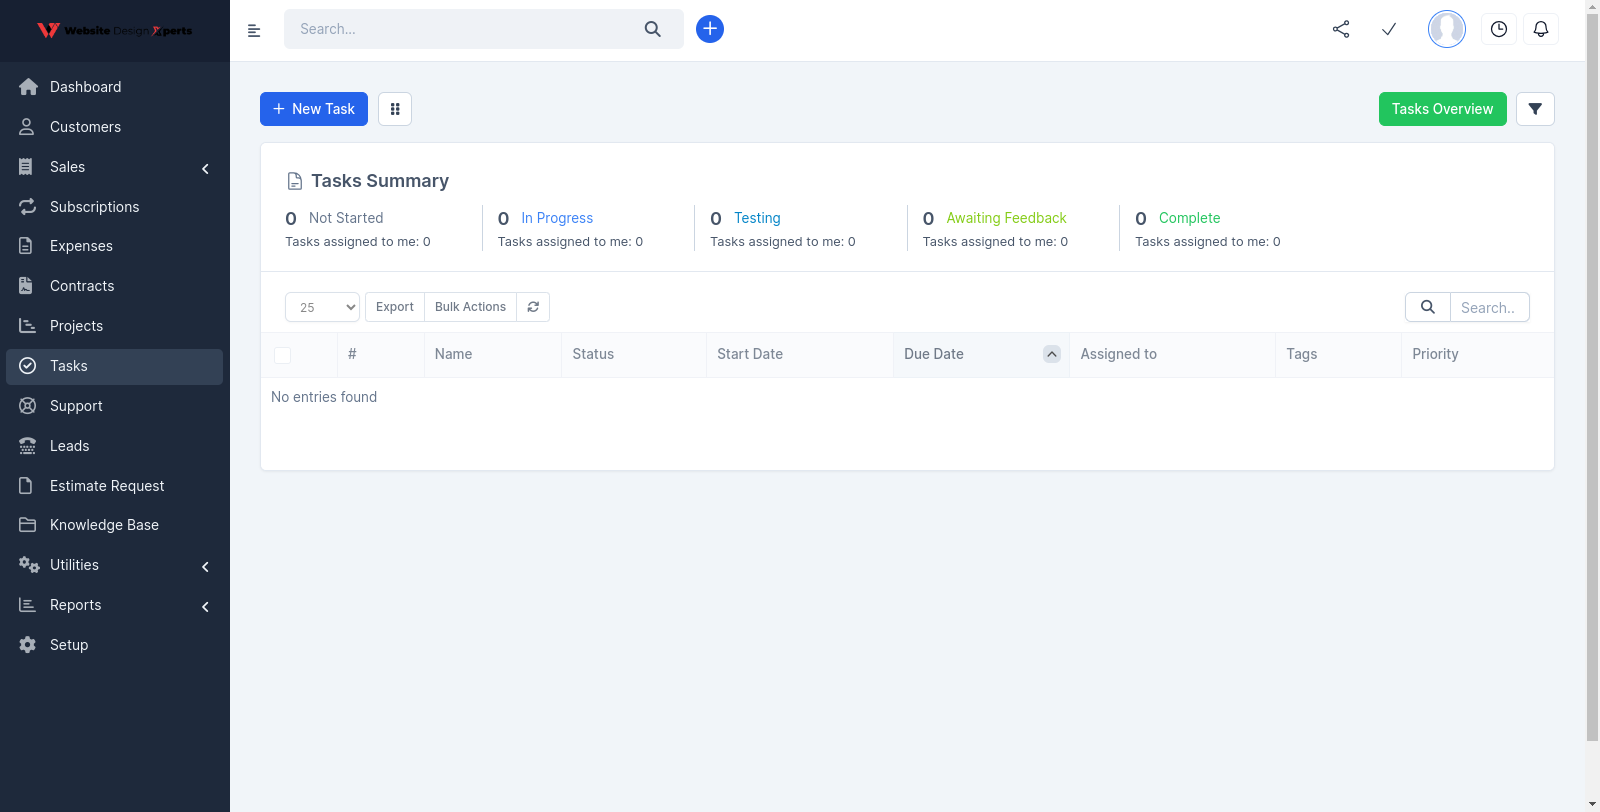 Website Design Xperts
Search...
Dashboard
Customers
Sales
Subscriptions
Expenses
Contracts
Projects
Tasks
Support
Leads
Estimate Request
Knowledge Base
Utilities
Reports
Setup
New Task
Tasks Overview
Tasks Summary
0 Not Started
Tasks assigned to me: 0
0 In Progress
Tasks assigned to me: 0
0 Testing
Tasks assigned to me: 0
0 Awaiting Feedback
Tasks assigned to me: 0
0 Complete
Tasks assigned to me: 0
25 Export Bulk Actions Search..
# Name Status Start Date Due Date Assigned to Tags Priority
No entries found